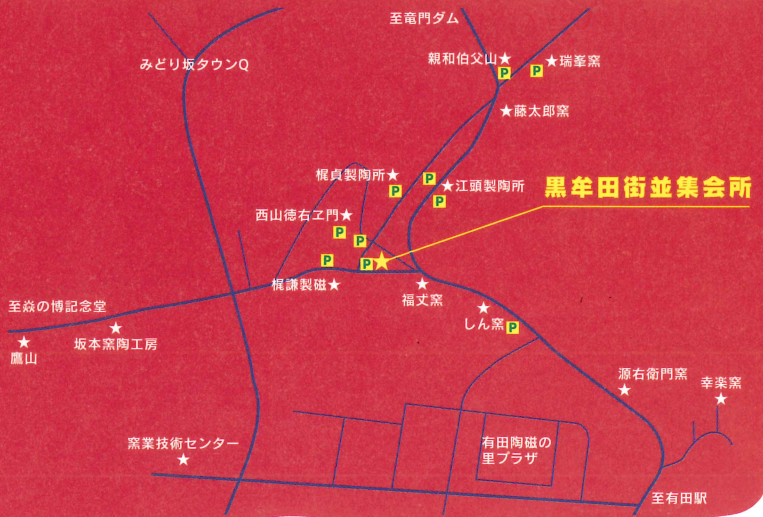 至竜門ダム
みどり坂タウンQ
親和伯父山★
★瑞峯窯
P
P
★藤太郎窯
梶貞製陶所★
P
P
★江頭製陶所
P
黒牟田街並集会所
西山徳右ヱ門★
P
P
P
P
梶謙製磁★
福丈窯
至焱の博記念堂
しん窯
P
坂本窯陶工房
鷹山
源右衛門窯
幸楽窯
窯業技術センター
有田陶磁の
里プラザ
至有田駅